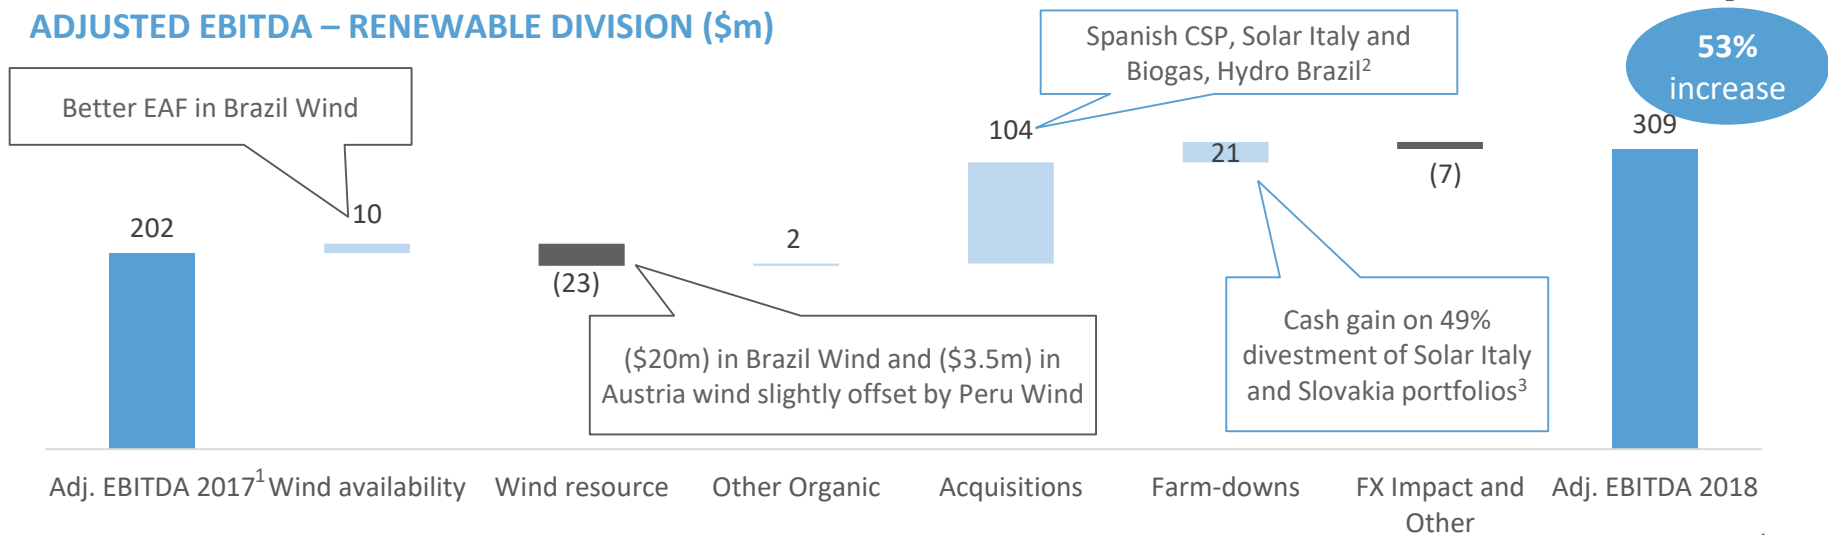 ADJUSTED EBITDA – RENEWABLE DIVISION ($m)
Better EAF in Brazil Wind
Spanish CSP, Solar Italy and
Biogas, Hydro Brazil²
53%
increase
202
10
(23)
2
104
21
(7)
309
($20m) in Brazil Wind and ($3.5m) in
Austria wind slightly offset by Peru Wind
Cash gain on 49%
divestment of Solar Italy
and Slovakia portfolios³
Adj. EBITDA 2017¹
Wind availability
Wind resource
Other Organic
Acquisitions
Farm-downs
FX Impact and
Other
Adj. EBITDA 2018